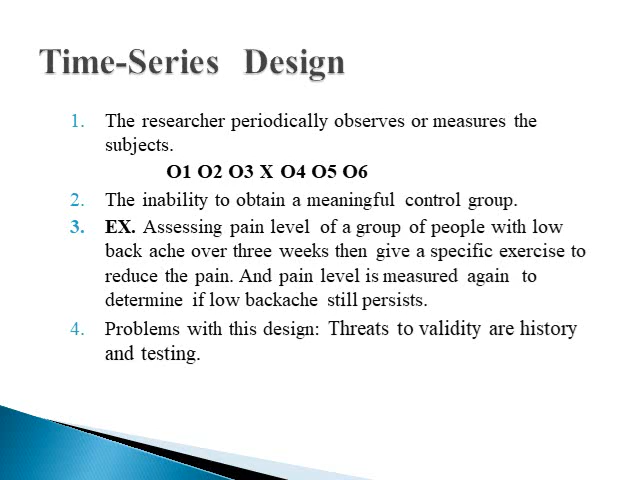 Time-Series Design
1. The researcher periodically observes or measures the
subjects.
O1 O2 O3 X O4 O5 O6
2. The inability to obtain a meaningful control group.
3. EX. Assessing pain level of a group of people with low
back ache over three weeks then give a specific exercise to
reduce the pain. And pain level is measured again to
determine if low backache still persists.
4. Problems with this design: Threats to validity are history
and testing.